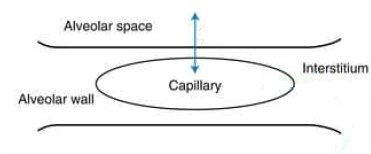 Alveolar space
Interstitium
Capillary
Alveolar wall